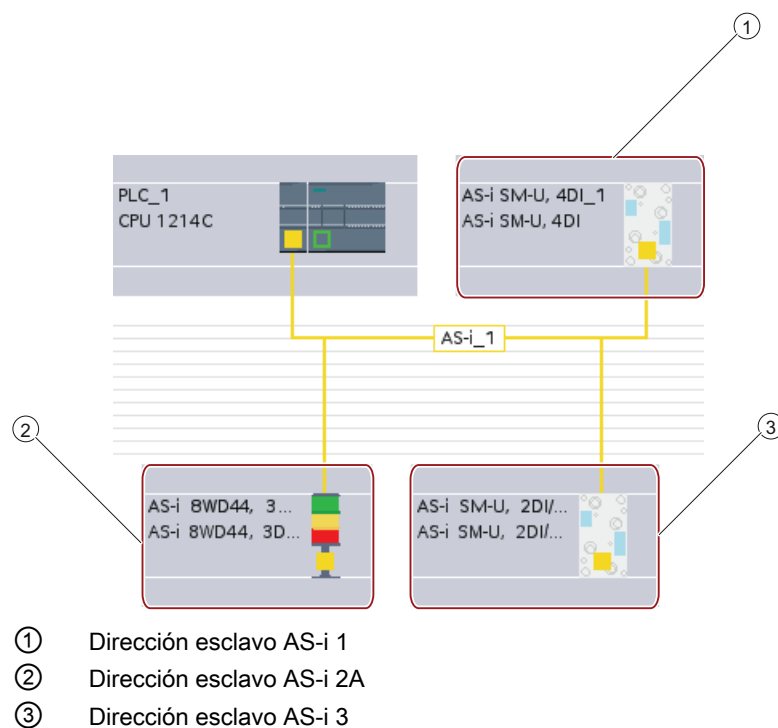 ①
PLC_1
CPU 1214C
AS-i SM-U, 4DI_1
AS-i SM-U, 4DI
AS-i_1
②
③
AS-i 8WD44, 3...
AS-i 8WD44, 3D...
AS-i SM-U, 2DI/...
AS-i SM-U, 2DI/...
① Dirección esclavo AS-i 1
② Dirección esclavo AS-i 2A
③ Dirección esclavo AS-i 3